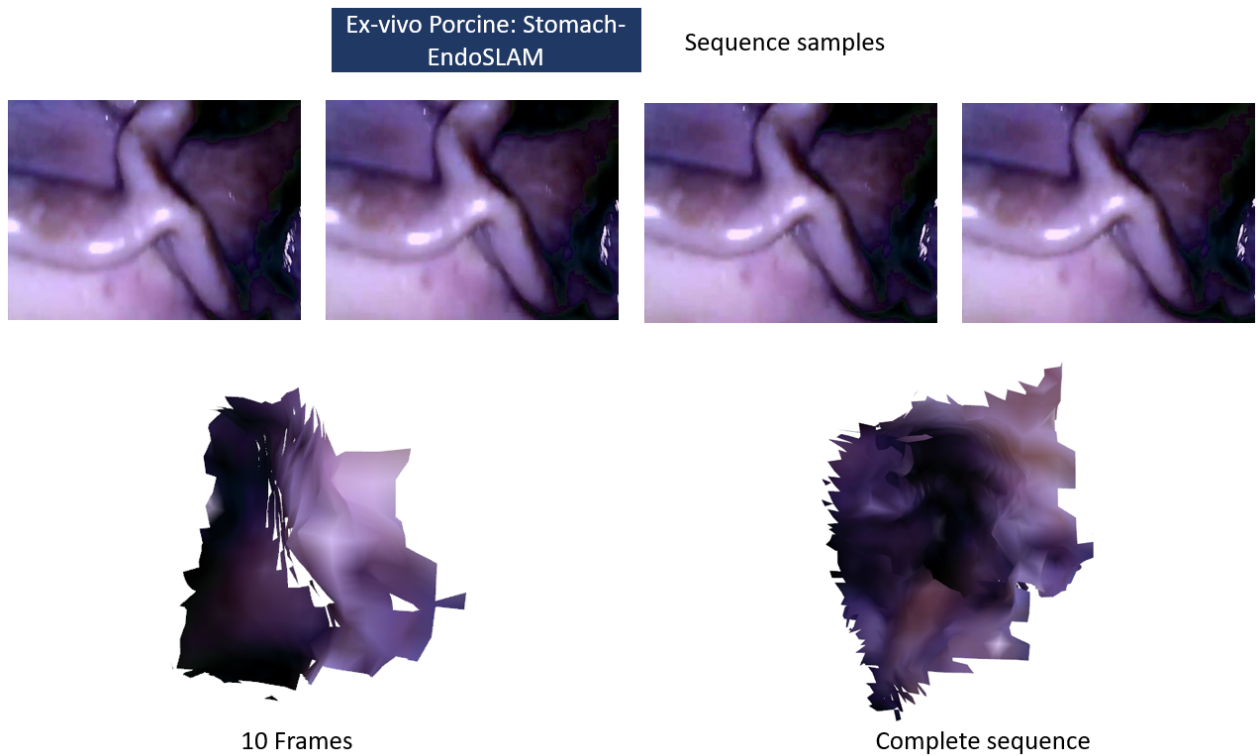 Ex-vivo Porcine: Stomach-
EndoSLAM
Sequence samples
10 Frames
Complete sequence